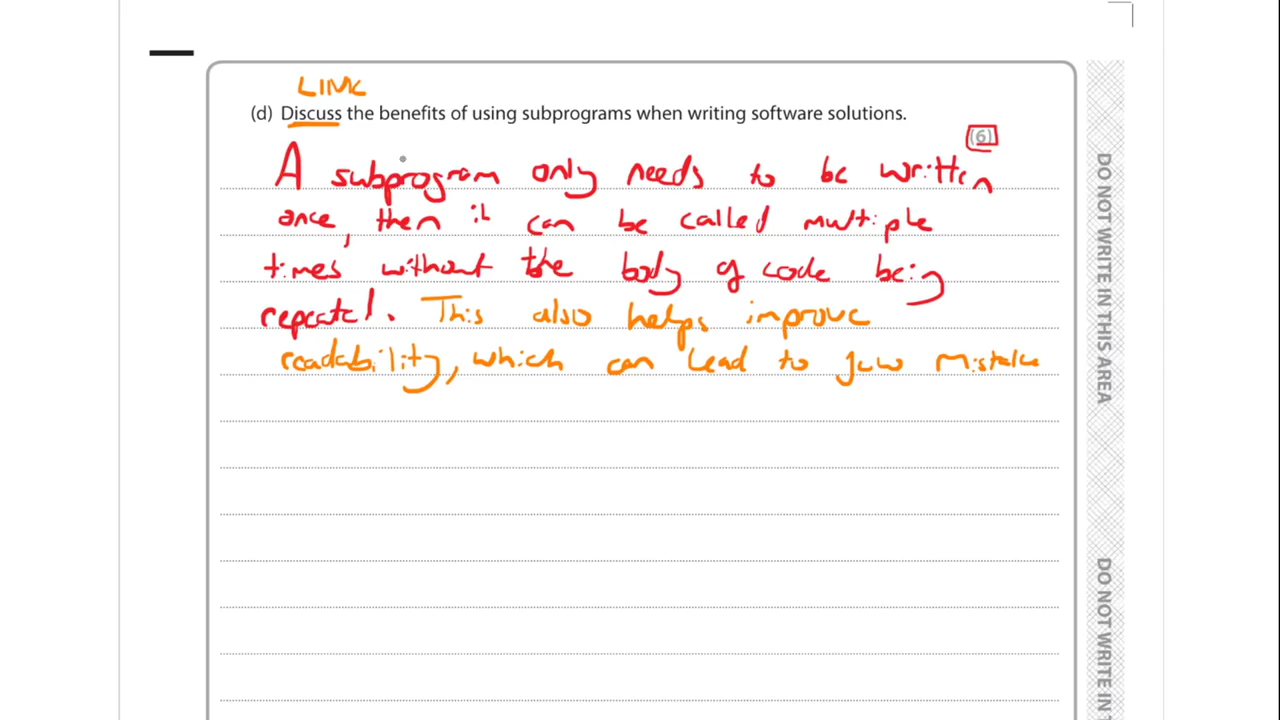 LINK
(d) Discuss the benefits of using subprograms when writing software solutions.
(6)
A subprogram only needs to be written
once, then it can be called multiple
times without the body of code being
repeated. This also helps improve
readability, which can lead to few mistake
DO NOT WRITE IN THIS AREA
DO NOT WRITE IN T